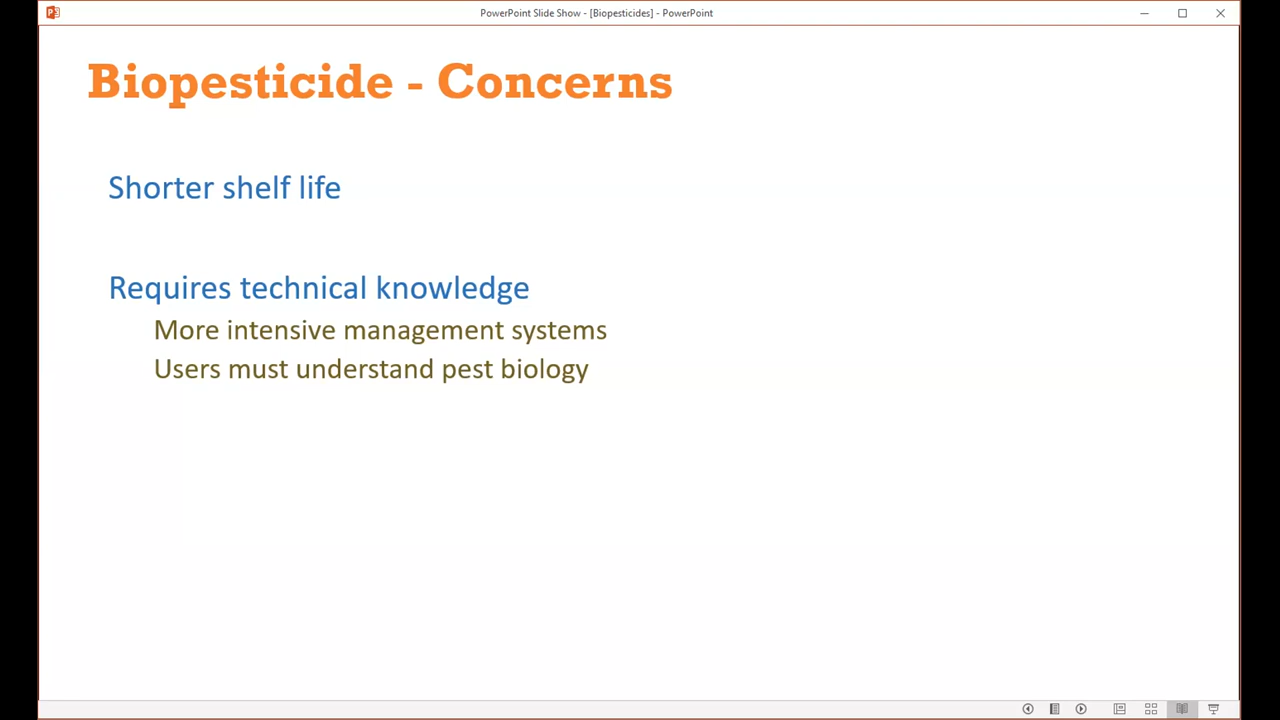 PowerPoint Slide Show - [Biopesticides] - PowerPoint
Biopesticide - Concerns
Shorter shelf life
Requires technical knowledge
More intensive management systems
Users must understand pest biology